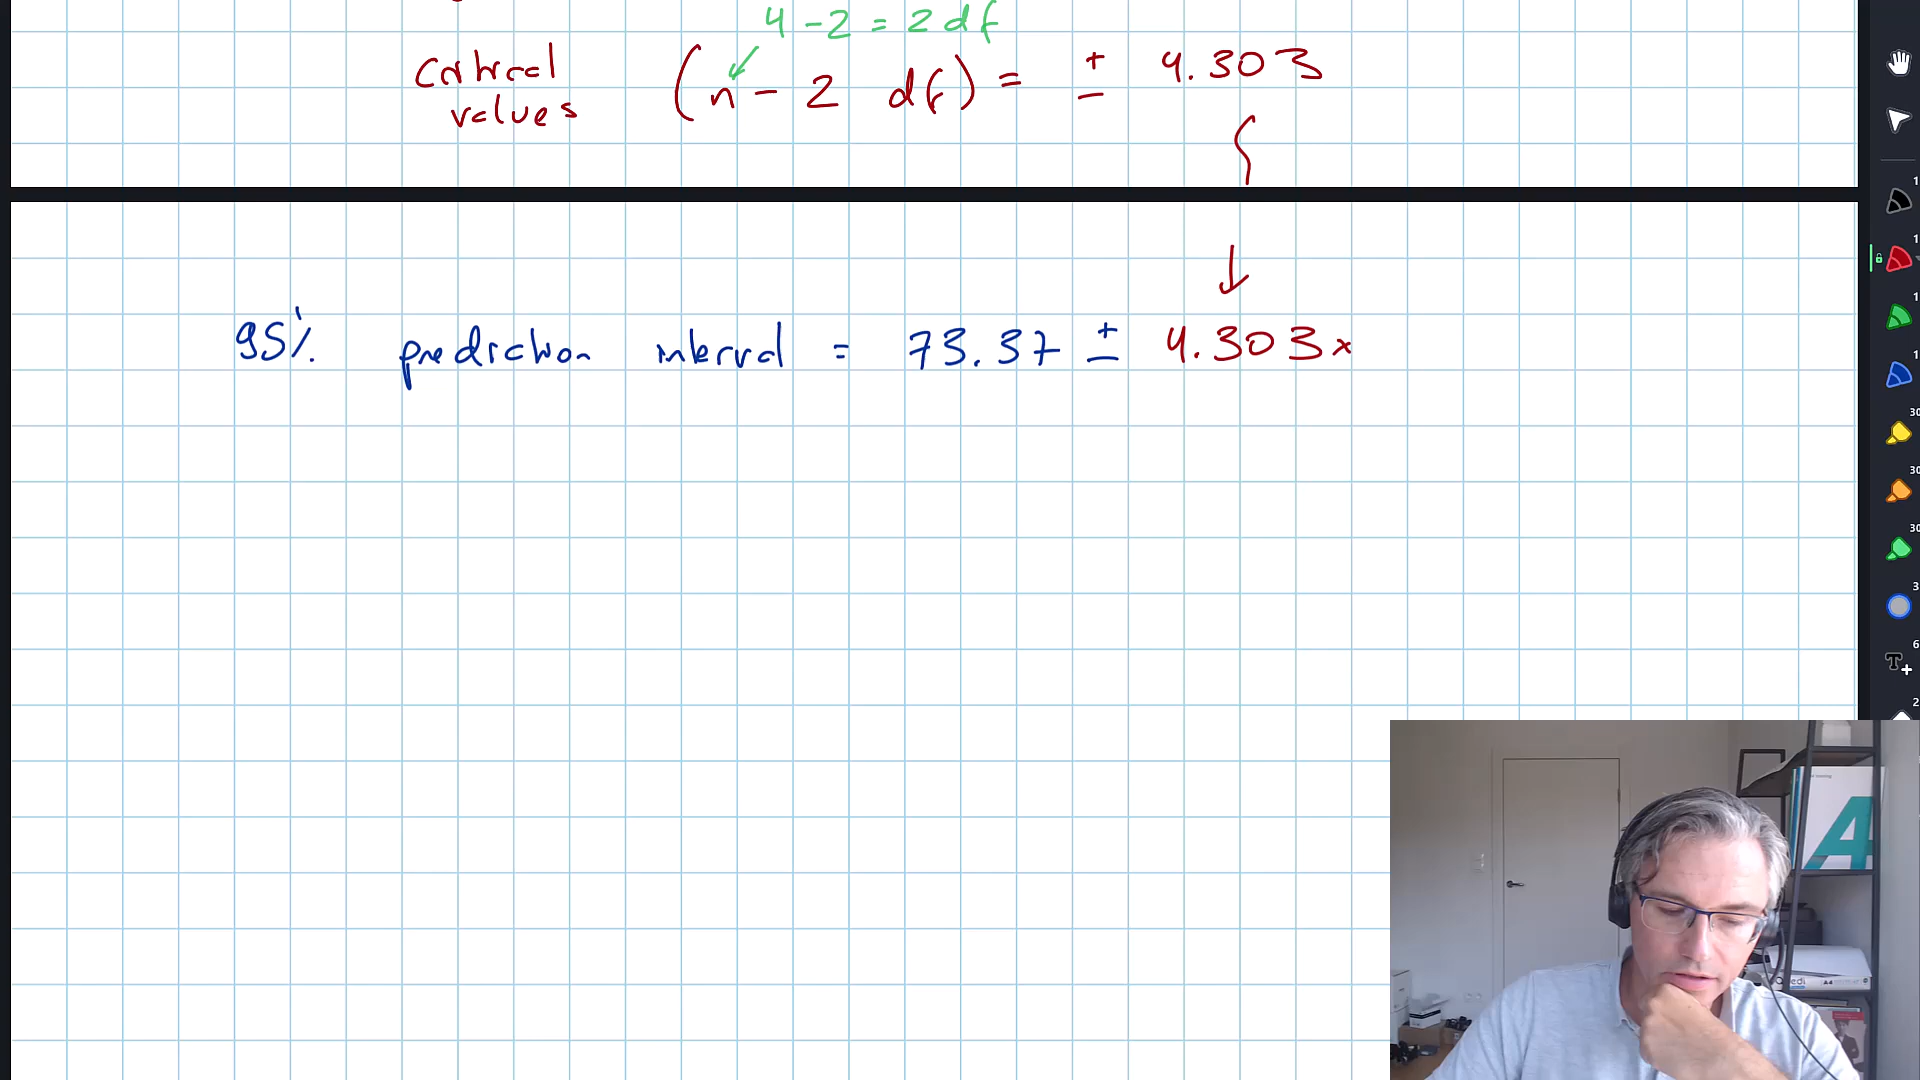 4 - 2 = 2 df
Critical values (n - 2 df) = ± 4.303
95% prediction interval = 73.37 ± 4.303 ×